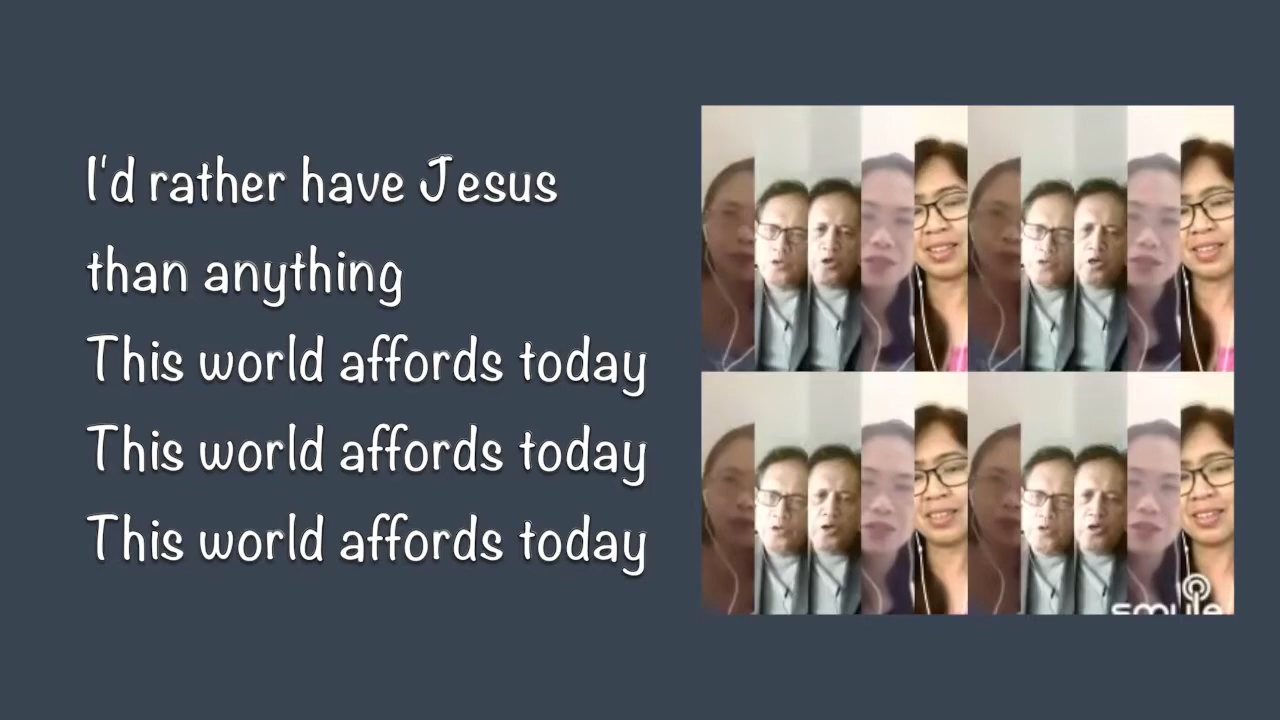 I'd rather have Jesus
than anything
This world affords today
This world affords today
This world affords today
SMULE